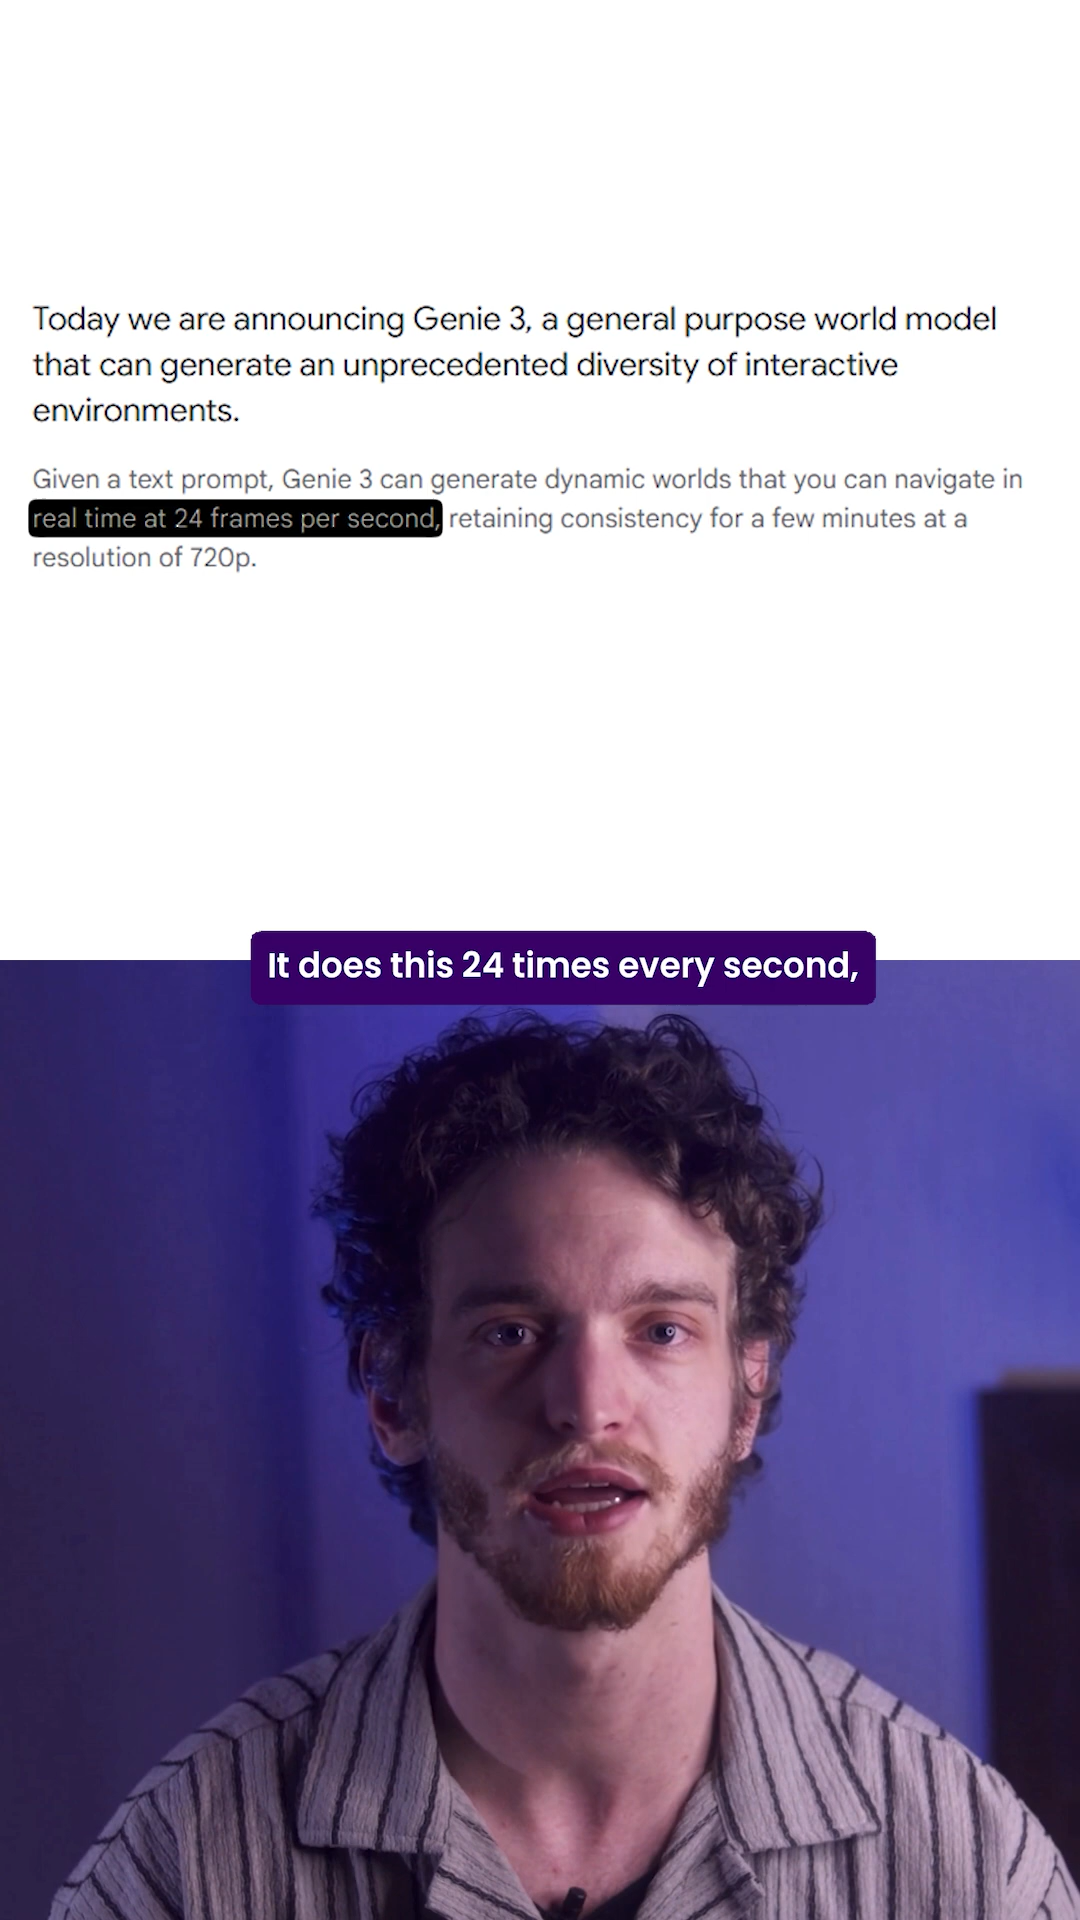 Today we are announcing Genie 3, a general purpose world model
that can generate an unprecedented diversity of interactive
environments.
Given a text prompt, Genie 3 can generate dynamic worlds that you can navigate in
real time at 24 frames per second, retaining consistency for a few minutes at a
resolution of 720p.
It does this 24 times every second,